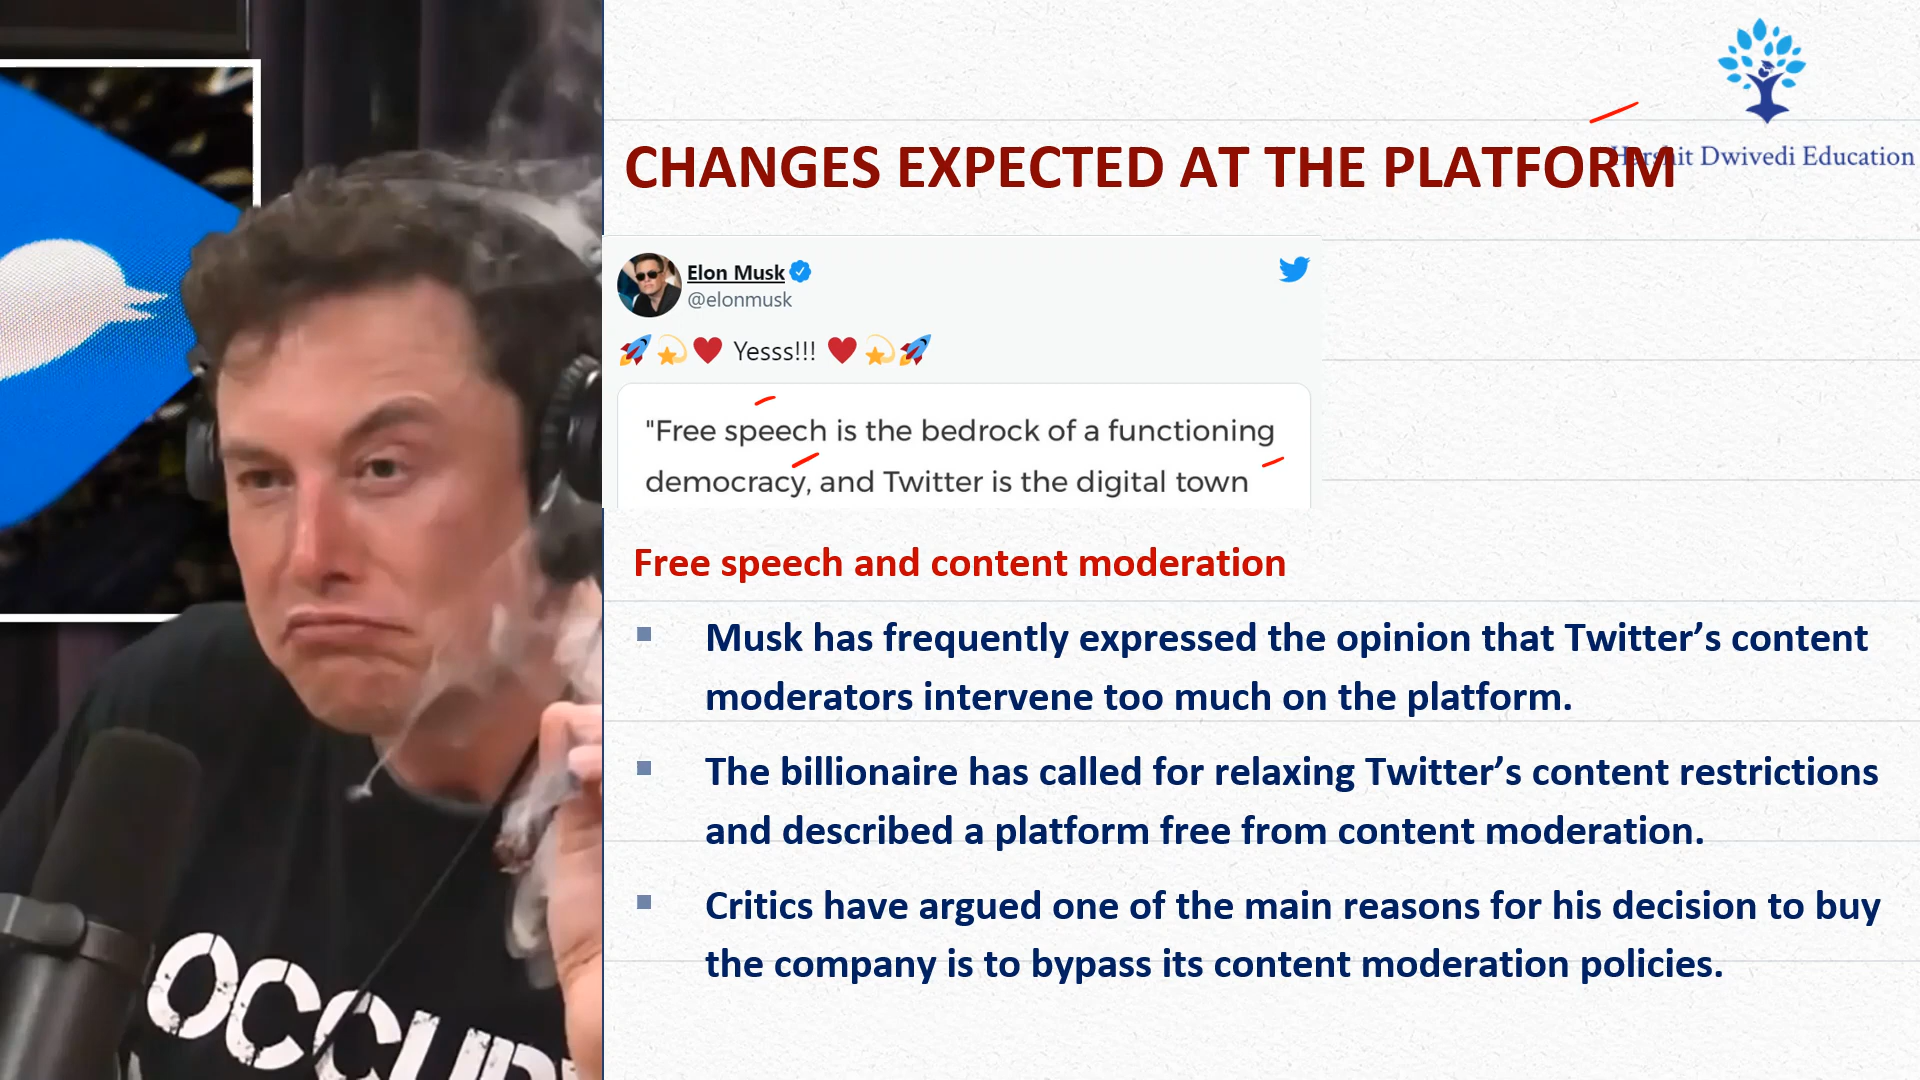 CHANGES EXPECTED AT THE PLATFORM
Dwivedi Education
Elon Musk
@elonmusk
🚀💫❤️ Yesss!!! ❤️💫🚀
"Free speech is the bedrock of a functioning
democracy, and Twitter is the digital town
Free speech and content moderation
▪ Musk has frequently expressed the opinion that Twitter’s content
moderators intervene too much on the platform.
▪ The billionaire has called for relaxing Twitter’s content restrictions
and described a platform free from content moderation.
▪ Critics have argued one of the main reasons for his decision to buy
the company is to bypass its content moderation policies.